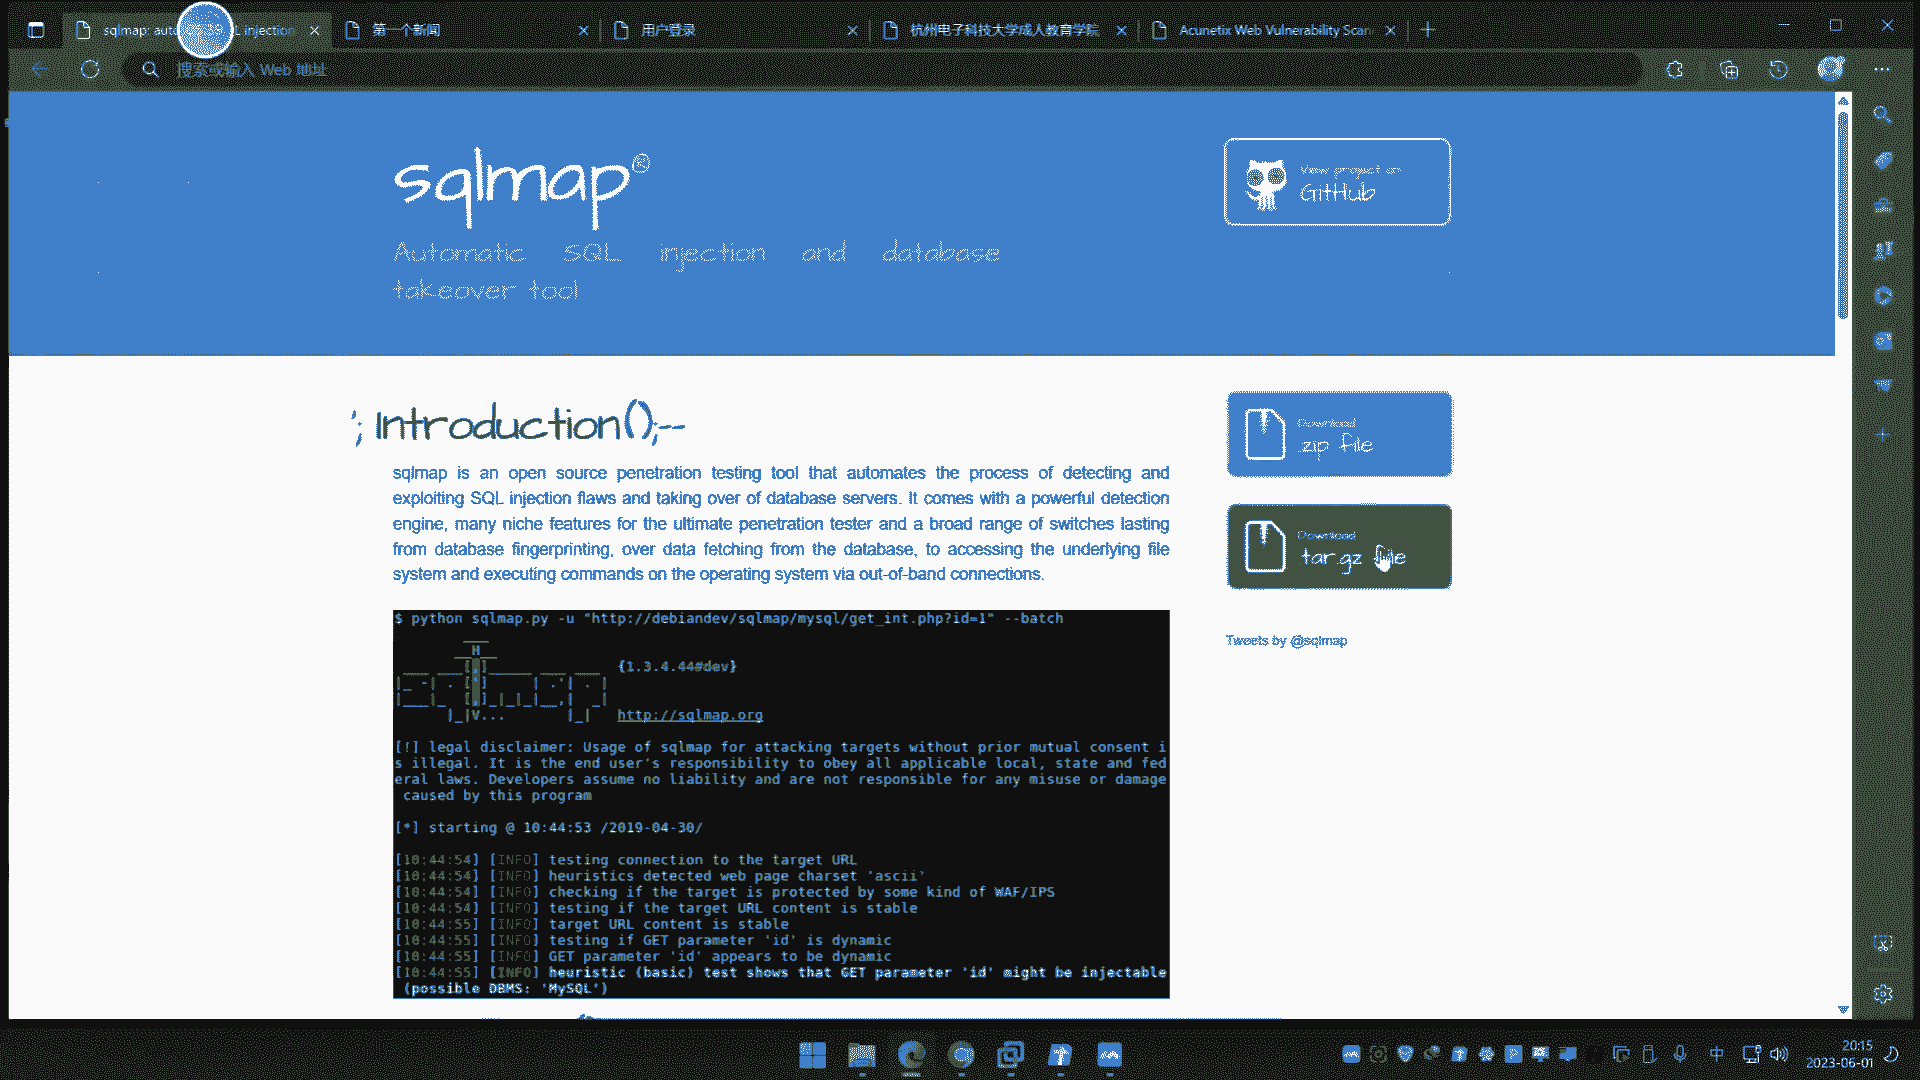 sqlmap: auto SQL injection
第一个新闻
用户登录
杭州电子科技大学成人教育学院
Acunetix Web Vulnerability Scan
搜索或输入 Web 地址
sqlmap®
Automatic SQL injection and database
takeover tool
View project on
GitHub
'; Introduction();--
sqlmap is an open source penetration testing tool that automates the process of detecting and
exploiting SQL injection flaws and taking over of database servers. It comes with a powerful detection
engine, many niche features for the ultimate penetration tester and a broad range of switches lasting
from database fingerprinting, over data fetching from the database, to accessing the underlying file
system and executing commands on the operating system via out-of-band connections.
Download
.zip file
Download
.tar.gz file
Tweets by @sqlmap
$ python sqlmap.py -u "http://debiandev/sqlmap/mysql/get_int.php?id=1" --batch
{1.3.4.44#dev}
http://sqlmap.org
[!] legal disclaimer: Usage of sqlmap for attacking targets without prior mutual consent i
s illegal. It is the end user's responsibility to obey all applicable local, state and fed
eral laws. Developers assume no liability and are not responsible for any misuse or damage
caused by this program
[*] starting @ 10:44:53 /2019-04-30/
[10:44:54] [INFO] testing connection to the target URL
[10:44:54] [INFO] heuristics detected web page charset 'ascii'
[10:44:54] [INFO] checking if the target is protected by some kind of WAF/IPS
[10:44:54] [INFO] testing if the target URL content is stable
[10:44:55] [INFO] target URL content is stable
[10:44:55] [INFO] testing if GET parameter 'id' is dynamic
[10:44:55] [INFO] GET parameter 'id' appears to be dynamic
[10:44:55] [INFO] heuristic (basic) test shows that GET parameter 'id' might be injectable
(possible DBMS: 'MySQL')
中
20:15
2023-06-01